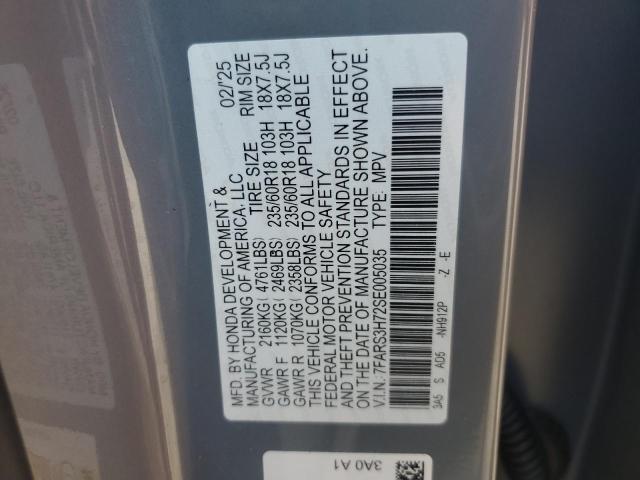 MFD. BY HONDA DEVELOPMENT & 02/'25
MANUFACTURING OF AMERICA, LLC
TIRE SIZE RIM SIZE
GVWR 2160KG( 4761LBS)
GAWR F 1120KG( 2469LBS) 235/60R18 103H 18X7.5J
GAWR R 1070KG( 2358LBS) 235/60R18 103H 18X7.5J
THIS VEHICLE CONFORMS TO ALL APPLICABLE
FEDERAL MOTOR VEHICLE SAFETY
AND THEFT PREVENTION STANDARDS IN EFFECT
ON THE DATE OF MANUFACTURE SHOWN ABOVE.
V.I.N.: 7FARS3H72SE005035 TYPE: MPV
3A5 S AD5 -NH912P -Z -E
3A0 A1